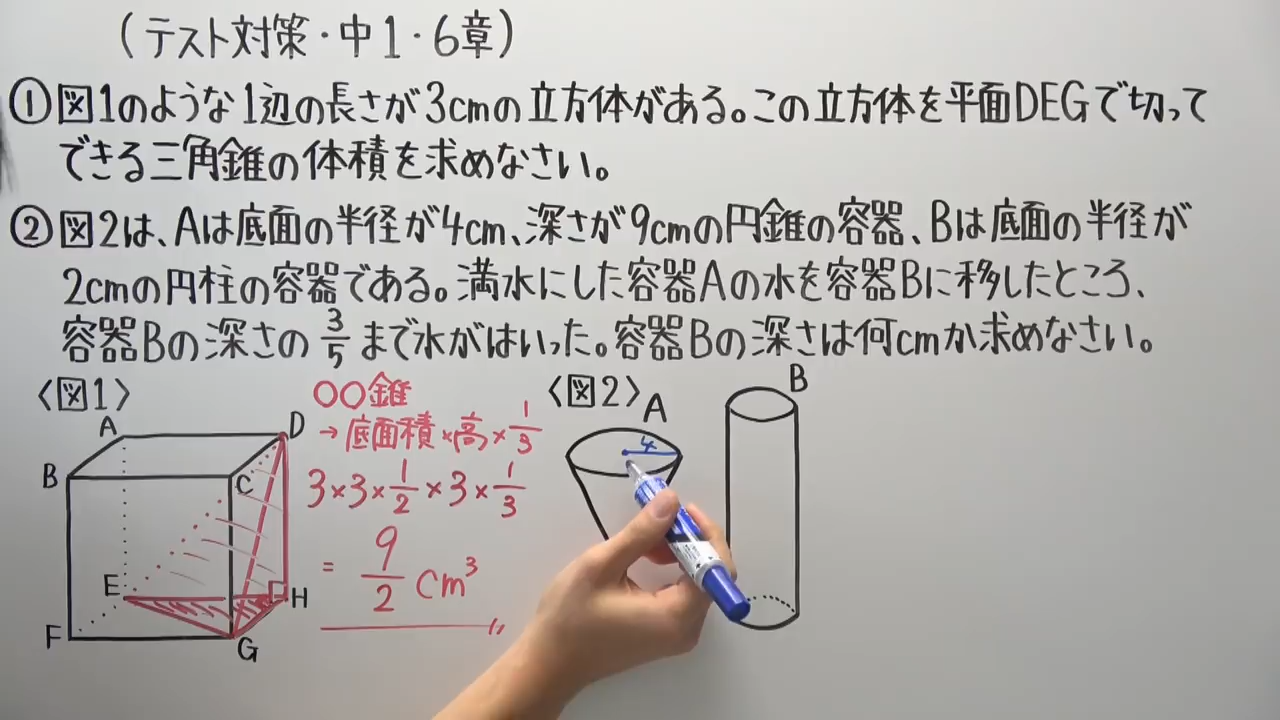 (テスト対策・中1・6章)
①図1のような1辺の長さが3cmの立方体がある。この立方体を平面DEGで切って
できる三角錐の体積を求めなさい。
②図2は、Aは底面の半径が4cm、深さが9cmの円錐の容器、Bは底面の半径が
2cmの円柱の容器である。満水にした容器Aの水を容器Bに移したところ、
容器Bの深さの3/5まで水がはいった。容器Bの深さは何cmか求めなさい。
〈図1〉
A
D
B
C
E
H
F
G
○○錐
→底面積×高×1/3
3×3×1/2×3×1/3
= 9/2 cm³
〈図2〉
A
4
B